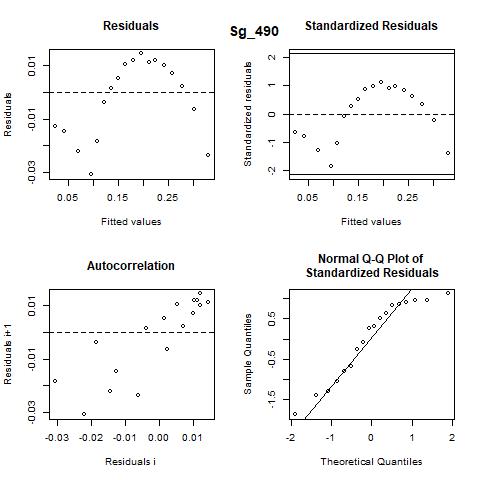 Sg_490
Residuals
Residuals
0.01
-0.01
-0.03
0.05
0.15
0.25
Fitted values
Standardized Residuals
Standardized residuals
2
1
0
-1
-2
0.05
0.15
0.25
Fitted values
Autocorrelation
Residuals i+1
0.01
-0.01
-0.03
-0.03
-0.02
-0.01
0.00
0.01
Residuals i
Normal Q-Q Plot of
Standardized Residuals
Sample Quantiles
0.5
-0.5
-1.5
-2
-1
0
1
2
Theoretical Quantiles